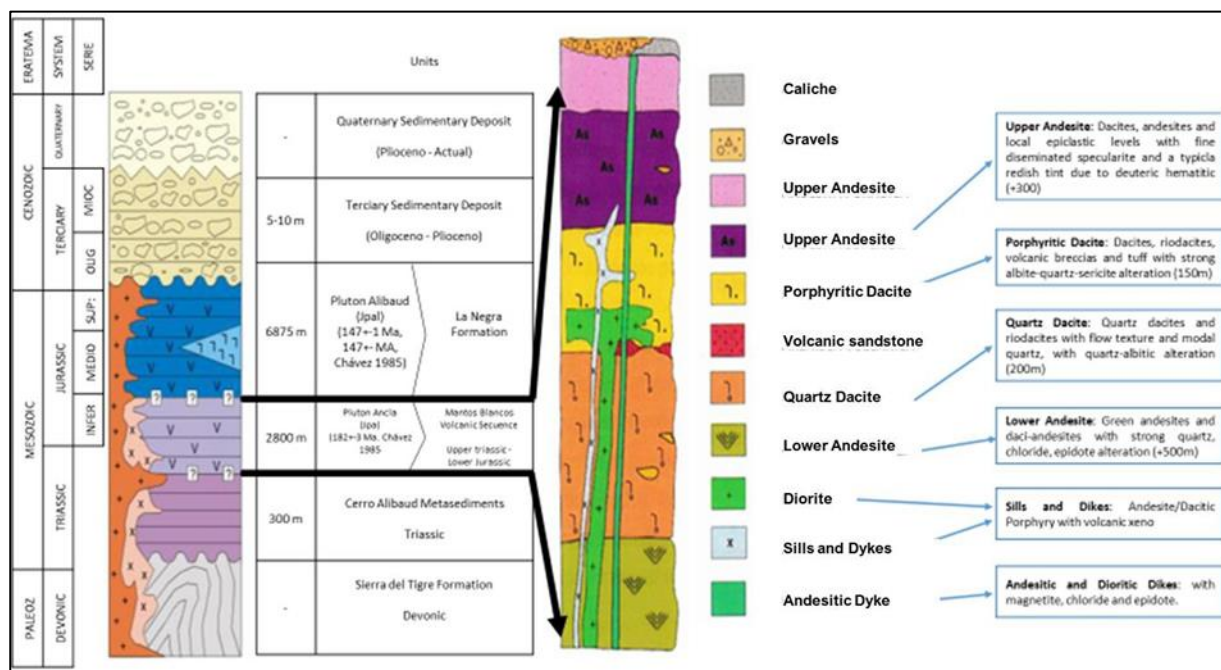 ERATEMA
SYSTEM
SERIE
Units
CENOZOIC
QUATERNARY
TERCIARY
MIOC
OLIG
MESOZOIC
JURASSIC
SUP:
MEDIO
INFER
TRIASSIC
PALEOZ
DEVONIC
-
Quaternary Sedimentary Deposit
(Plioceno - Actual)
5-10 m
Terciary Sedimentary Deposit
(Oligoceno - Plioceno)
6875 m
Pluton Alibaud
(Jpal)
(147+-1 Ma,
147+- MA,
Chávez 1985)
La Negra
Formation
2800 m
Pluton Ancla
(Jpa)
(182+-3 Ma. Chávez
1985
Mantos Blancos
Volcanic Secuence
Upper triassic -
Lower Jurassic
300 m
Cerro Alibaud Metasediments
Triassic
-
Sierra del Tigre Formation
Devonic
V V V
V V
V V V
V
V
? ? ?
V V
V
V V
? ? ?
As As
As
As As
x
x
x
Caliche
Gravels
Upper Andesite
As
Upper Andesite
Porphyritic Dacite
Volcanic sandstone
Quartz Dacite
Lower Andesite
Diorite
x
Sills and Dykes
Andesitic Dyke
Upper Andesite: Dacites, andesites and
local epiclastic levels with fine
diseminated specularite and a typicla
redish tint due to deuteric hematitic
(+300)
Porphyritic Dacite: Dacites, riodacites,
volcanic breccias and tuff with strong
albite-quartz-sericite alteration (150m)
Quartz Dacite: Quartz dacites and
riodacites with flow texture and modal
quartz, with quartz-albitic alteration
(200m)
Lower Andesite: Green andesites and
daci-andesites with strong quartz,
chloride, epidote alteration (+500m)
Sills and Dikes: Andesite/Dacitic
Porphyry with volcanic xeno
Andesitic and Dioritic Dikes: with
magnetite, chloride and epidote.